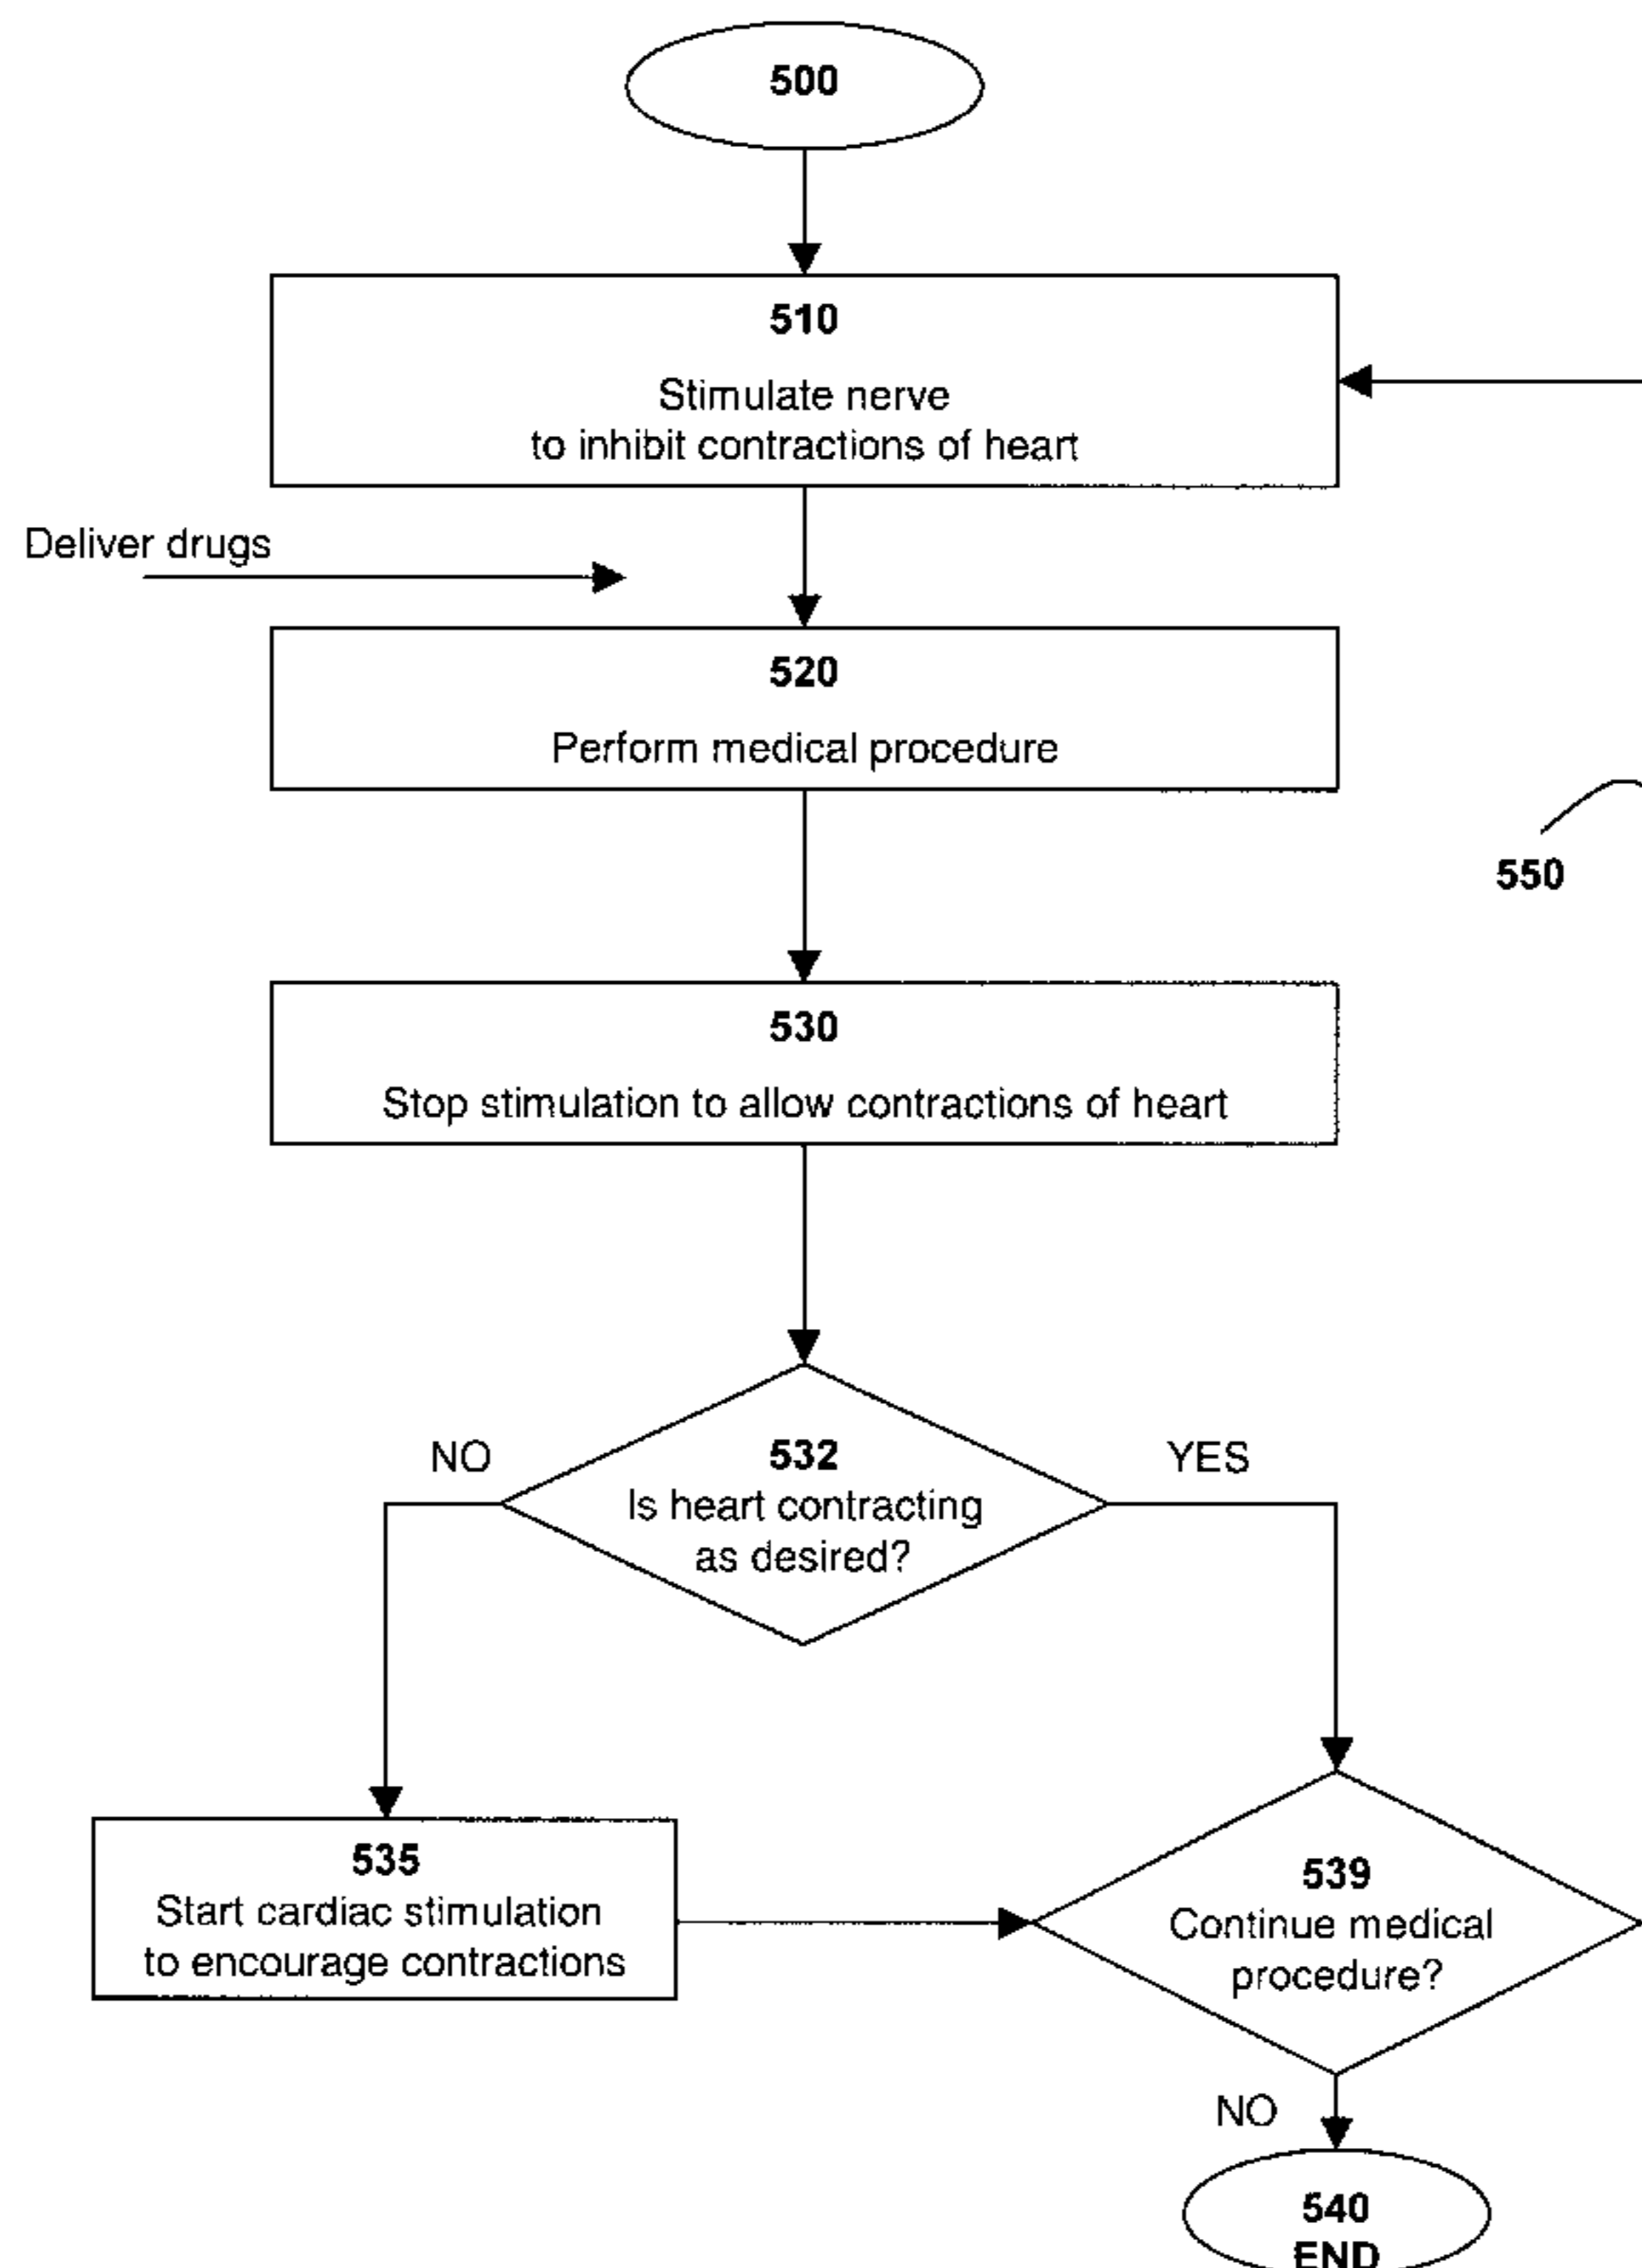 500
510
Stimulate nerve
to inhibit contractions of heart
Deliver drugs
520
Perform medical procedure
550
530
Stop stimulation to allow contractions of heart
NO
532
YES
Is heart contracting
as desired?
535
Start cardiac stimulation
to encourage contractions
539
Continue medical
procedure?
NO
540
END